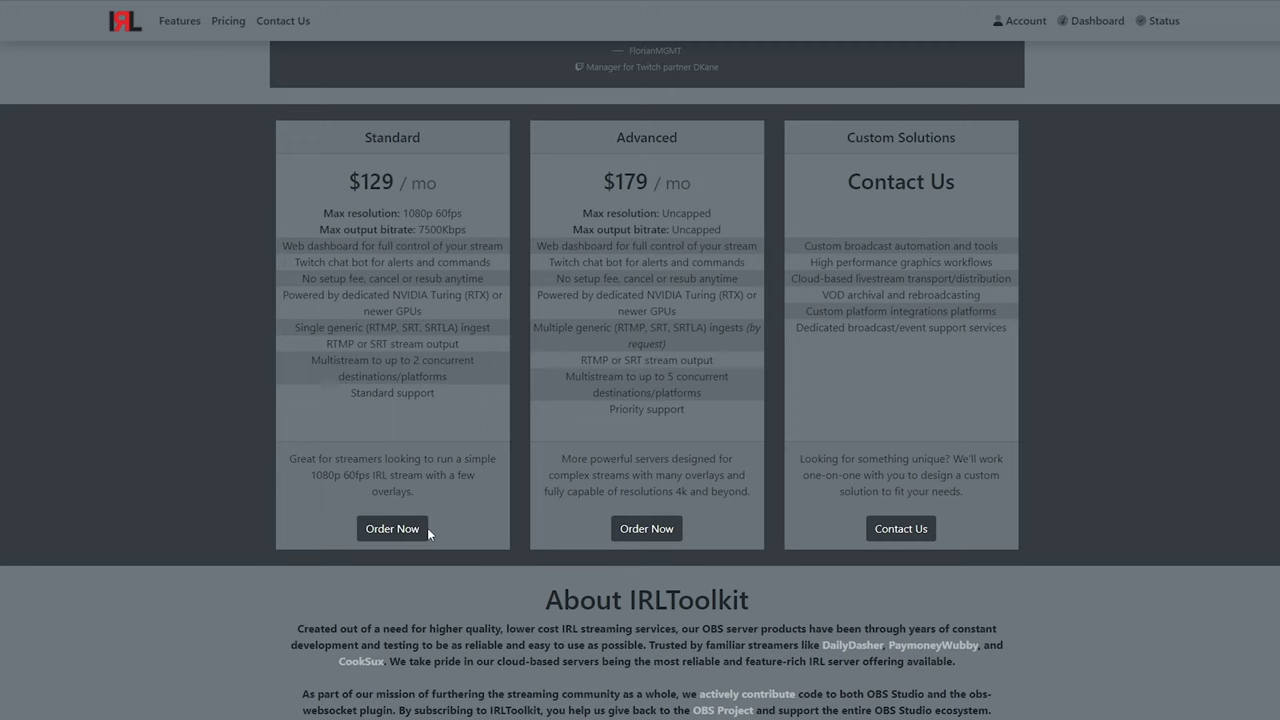 IRL Features Pricing Contact Us Account Dashboard Status
— FlorianMGMT
Manager for Twitch partner DKane
Standard
$129 / mo
Max resolution: 1080p 60fps
Max output bitrate: 7500Kbps
Web dashboard for full control of your stream
Twitch chat bot for alerts and commands
No setup fee, cancel or resub anytime
Powered by dedicated NVIDIA Turing (RTX) or
newer GPUs
Single generic (RTMP, SRT, SRTLA) ingest
RTMP or SRT stream output
Multistream to up to 2 concurrent
destinations/platforms
Standard support
Great for streamers looking to run a simple
1080p 60fps IRL stream with a few
overlays.
Order Now
Advanced
$179 / mo
Max resolution: Uncapped
Max output bitrate: Uncapped
Web dashboard for full control of your stream
Twitch chat bot for alerts and commands
No setup fee, cancel or resub anytime
Powered by dedicated NVIDIA Turing (RTX) or
newer GPUs
Multiple generic (RTMP, SRT, SRTLA) ingests (by
request)
RTMP or SRT stream output
Multistream to up to 5 concurrent
destinations/platforms
Priority support
More powerful servers designed for
complex streams with many overlays and
fully capable of resolutions 4k and beyond.
Order Now
Custom Solutions
Contact Us
Custom broadcast automation and tools
High performance graphics workflows
Cloud-based livestream transport/distribution
VOD archival and rebroadcasting
Custom platform integrations platforms
Dedicated broadcast/event support services
Looking for something unique? We'll work
one-on-one with you to design a custom
solution to fit your needs.
Contact Us
About IRLToolkit
Created out of a need for higher quality, lower cost IRL streaming services, our OBS server products have been through years of constant
development and testing to be as reliable and easy to use as possible. Trusted by familiar streamers like DailyDasher, PaymoneyWubby, and
CookSux. We take pride in our cloud-based servers being the most reliable and feature-rich IRL server offering available.
As part of our mission of furthering the streaming community as a whole, we actively contribute code to both OBS Studio and the obs-
websocket plugin. By subscribing to IRLToolkit, you help us give back to the OBS Project and support the entire OBS Studio ecosystem.